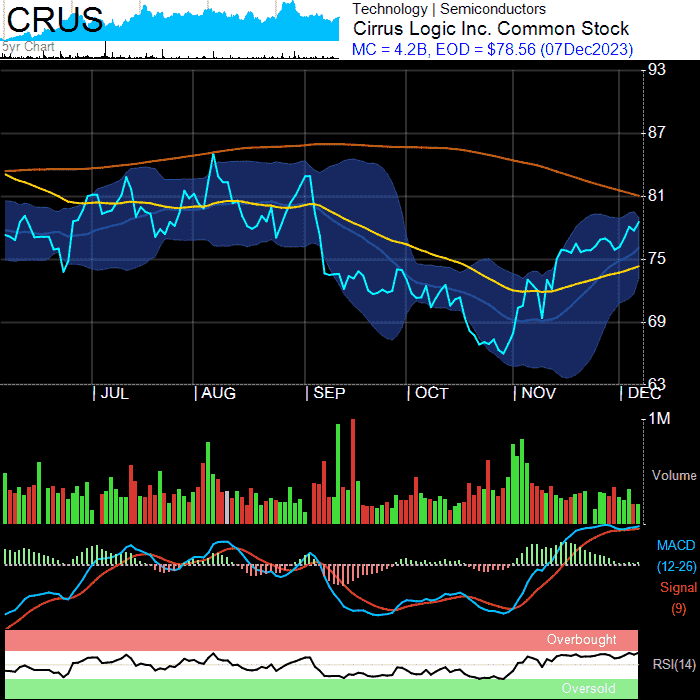 CRUS
5yr Chart
Technology | Semiconductors
Cirrus Logic Inc. Common Stock
MC = 4.2B, EOD = $78.56 (07Dec2023)
93
87
81
75
69
63
| JUL | AUG | SEP | OCT | NOV | DEC
1M
Volume
MACD
(12-26)
Signal
(9)
Overbought
RSI(14)
Oversold